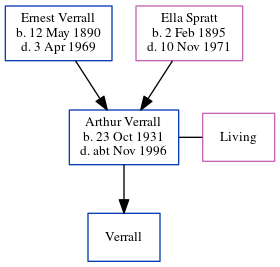 Ernest Verrall
b. 12 May 1890
d. 3 Apr 1969
Ella Spratt
b. 2 Feb 1895
d. 10 Nov 1971
Arthur Verrall
b. 23 Oct 1931
d. abt Nov 1996
Living
Verrall